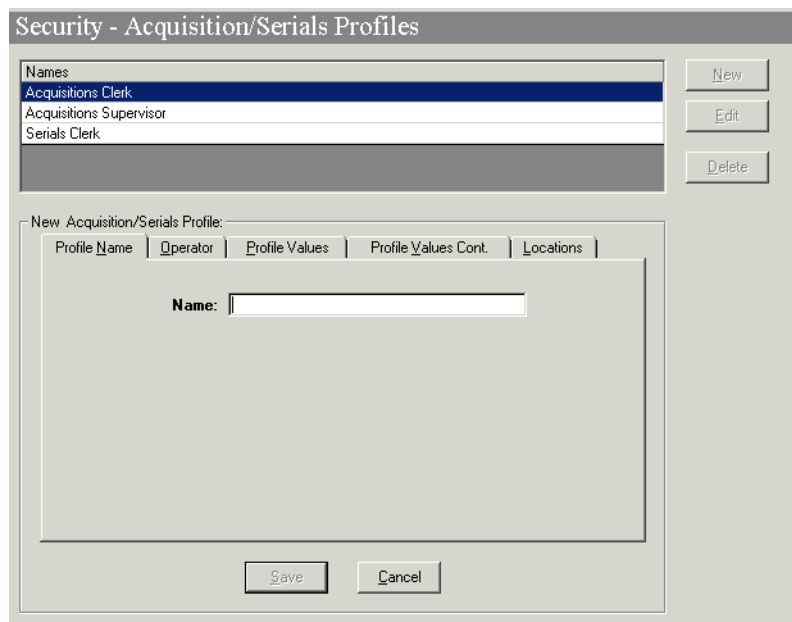 Security - Acquisition/Serials Profiles
Names
New
Acquisitions Clerk
Acquisitions Supervisor
Edit
Serials Clerk
Delete
New Acquisition/Serials Profile:
Profile Name Operator Profile Values Profile Values Cont. Locations
Name:
Save Cancel